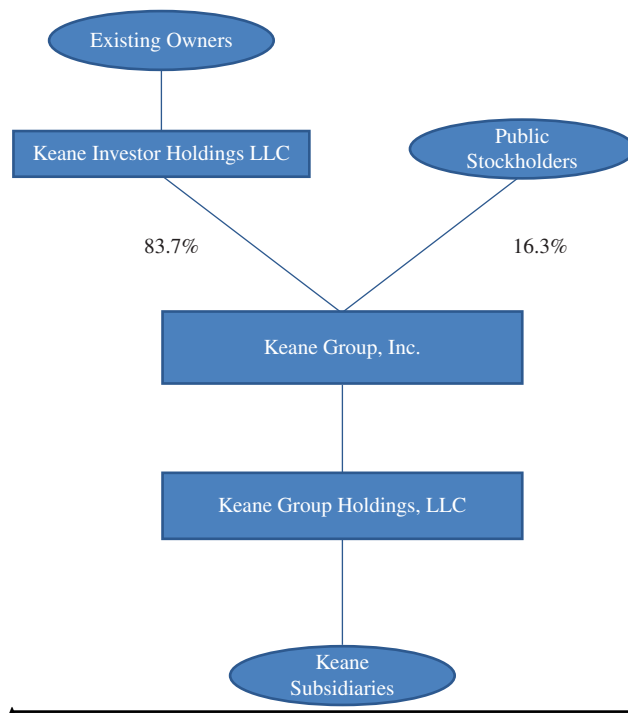 Existing Owners
Keane Investor Holdings LLC
Public
Stockholders
83.7%
16.3%
Keane Group, Inc.
Keane Group Holdings, LLC
Keane
Subsidiaries